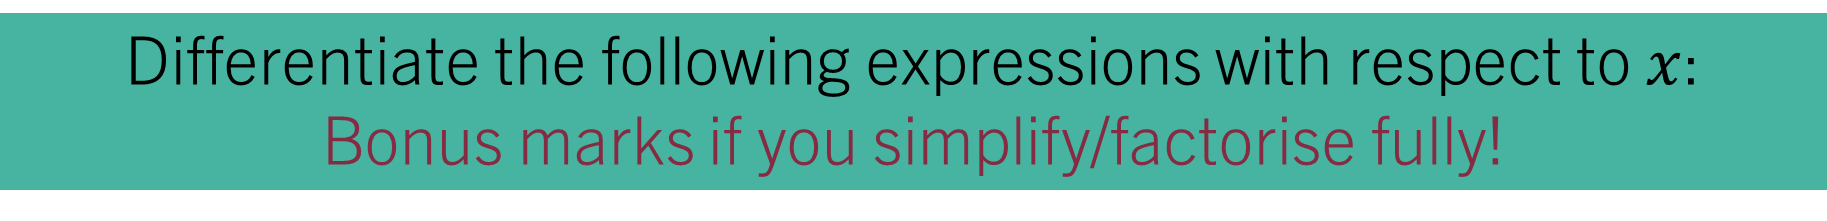 Differentiate the following expressions with respect to x:
Bonus marks if you simplify/factorise fully!